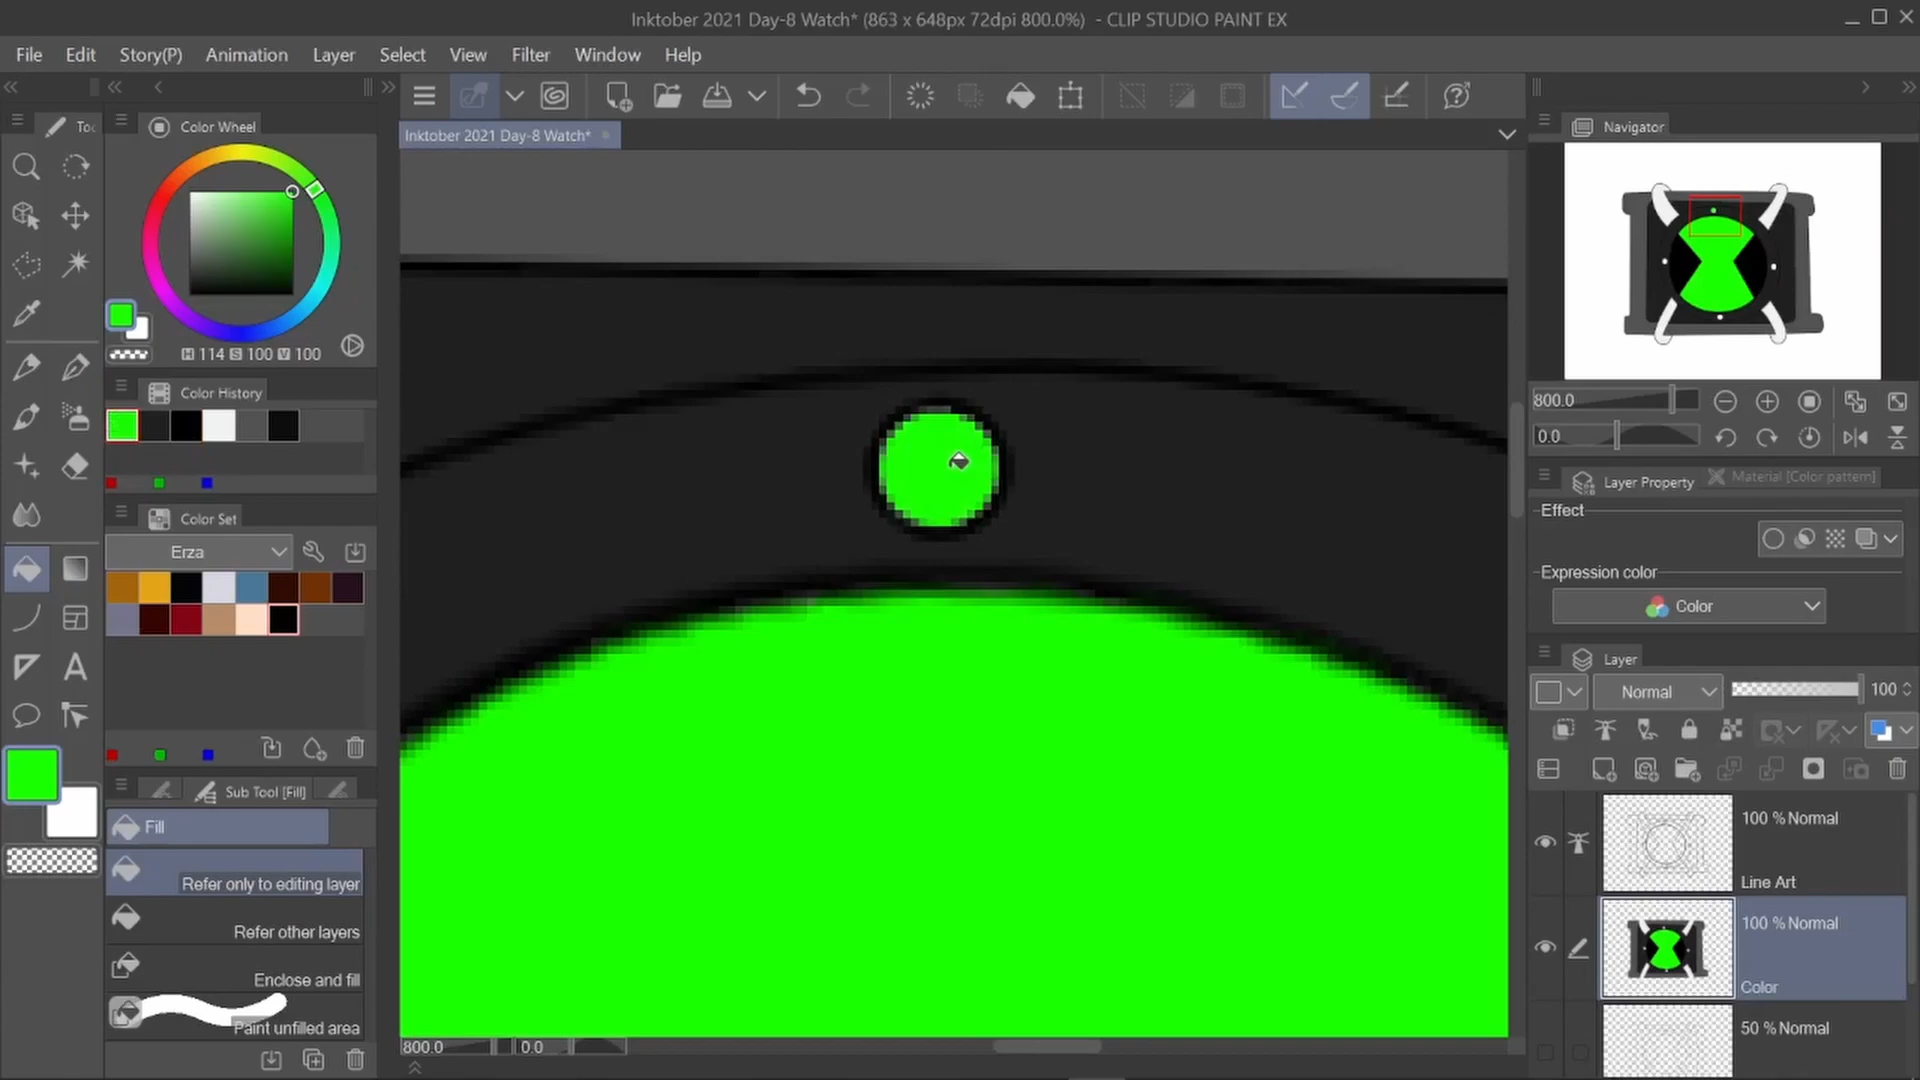 Inktober 2021 Day-8 Watch* (863 x 648px 72dpi 800.0%) - CLIP STUDIO PAINT EX
File Edit Story(P) Animation Layer Select View Filter Window Help
Inktober 2021 Day-8 Watch*
Too
Color Wheel
H 114 S 100 V 100
Color History
Color Set
Erza
Sub Tool [Fill]
Fill
Refer only to editing layer
Refer other layers
Enclose and fill
Paint unfilled area
800.0 0.0
Navigator
800.0
0.0
Layer Property
Material [Color pattern]
Effect
Expression color
Color
Layer
Normal 100
100 % Normal
Line Art
100 % Normal
Color
50 % Normal